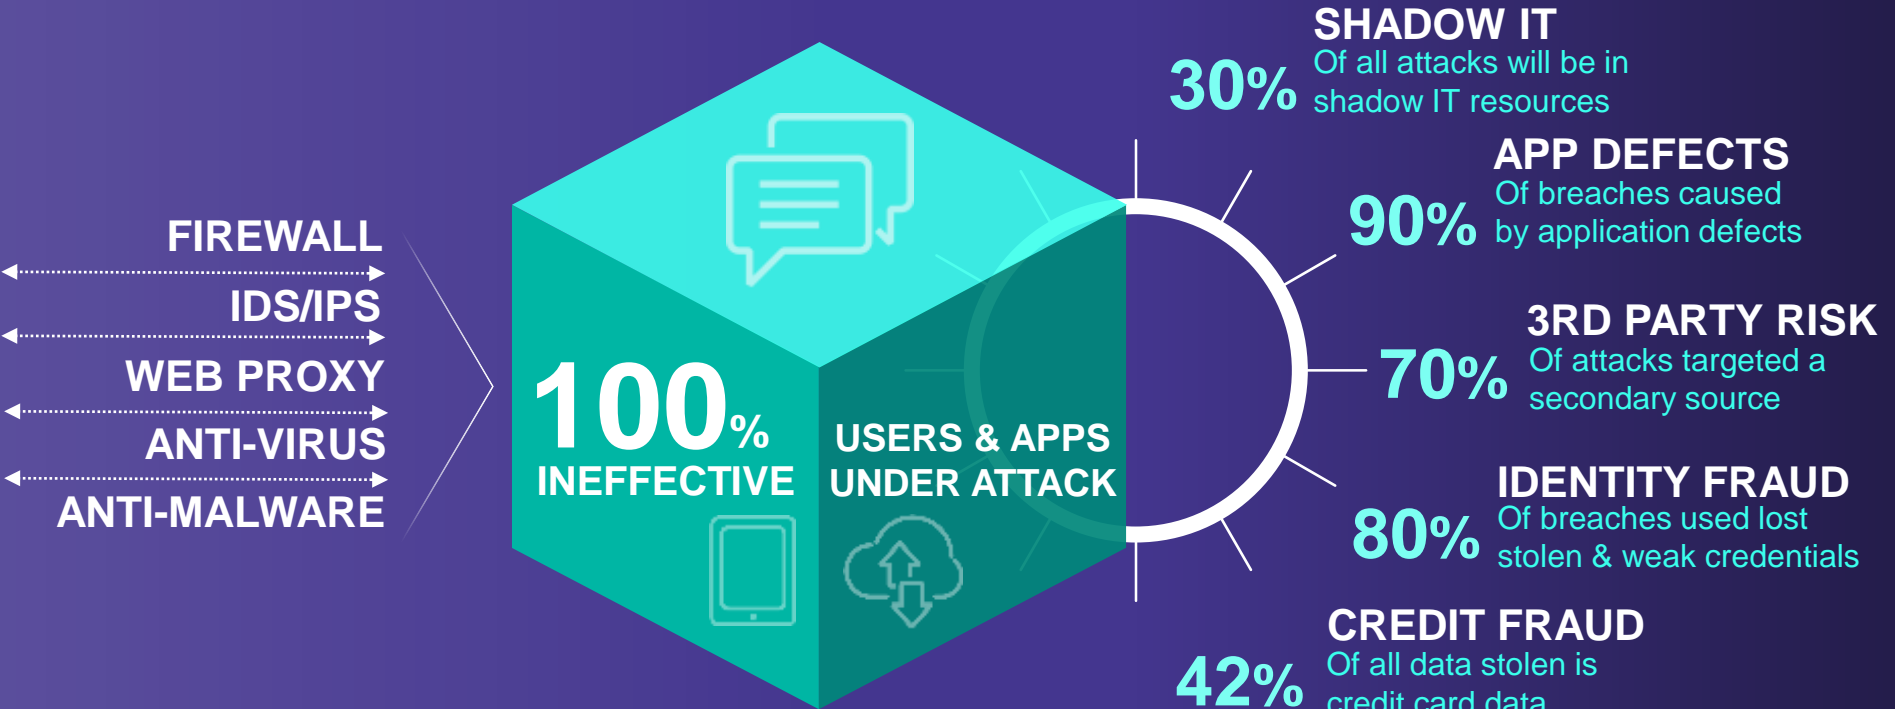 FIREWALL
IDS/IPS
WEB PROXY
ANTI-VIRUS
ANTI-MALWARE
100%
INEFFECTIVE
USERS & APPS
UNDER ATTACK
SHADOW IT
30%
Of all attacks will be in
shadow IT resources
APP DEFECTS
90%
Of breaches caused
by application defects
3RD PARTY RISK
70%
Of attacks targeted a
secondary source
IDENTITY FRAUD
80%
Of breaches used lost
stolen & weak credentials
CREDIT FRAUD
42%
Of all data stolen is
credit card data